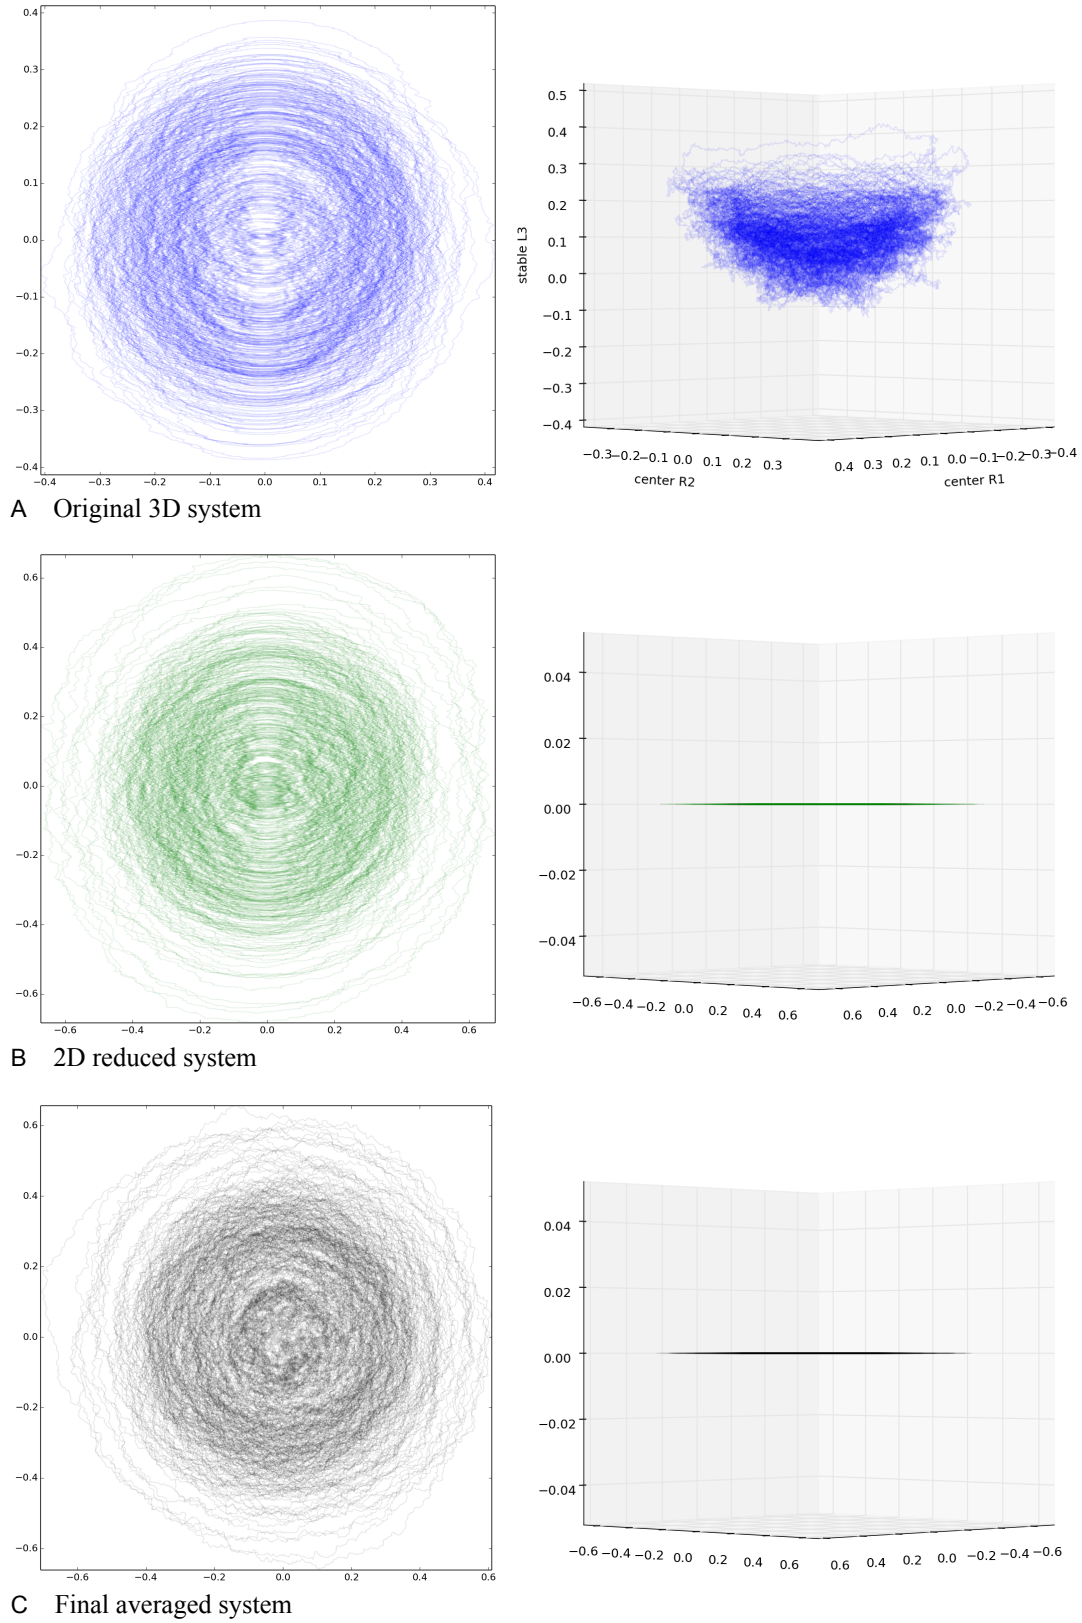 0.4
0.3
0.2
0.1
0.0
−0.1
−0.2
−0.3
−0.4
−0.4 −0.3 −0.2 −0.1 0.0 0.1 0.2 0.3 0.4
0.5
0.4
0.3
0.2
0.1
0.0
−0.1
−0.2
−0.3
−0.4
stable L3
−0.3−0.2−0.1 0.0 0.1 0.2 0.3
center R2
0.4 0.3 0.2 0.1 0.0−0.1−0.2−0.3−0.4
center R1
A Original 3D system
0.6
0.4
0.2
0.0
−0.2
−0.4
−0.6
−0.6 −0.4 −0.2 0.0 0.2 0.4 0.6
0.04
0.02
0.00
−0.02
−0.04
−0.6−0.4−0.2 0.0 0.2 0.4 0.6
0.6 0.4 0.2 0.0 −0.2−0.4−0.6
B 2D reduced system
0.6
0.4
0.2
0.0
−0.2
−0.4
−0.6
−0.6 −0.4 −0.2 0.0 0.2 0.4 0.6
0.04
0.02
0.00
−0.02
−0.04
−0.6−0.4−0.2 0.0 0.2 0.4 0.6
0.6 0.4 0.2 0.0 −0.2−0.4−0.6
C Final averaged system